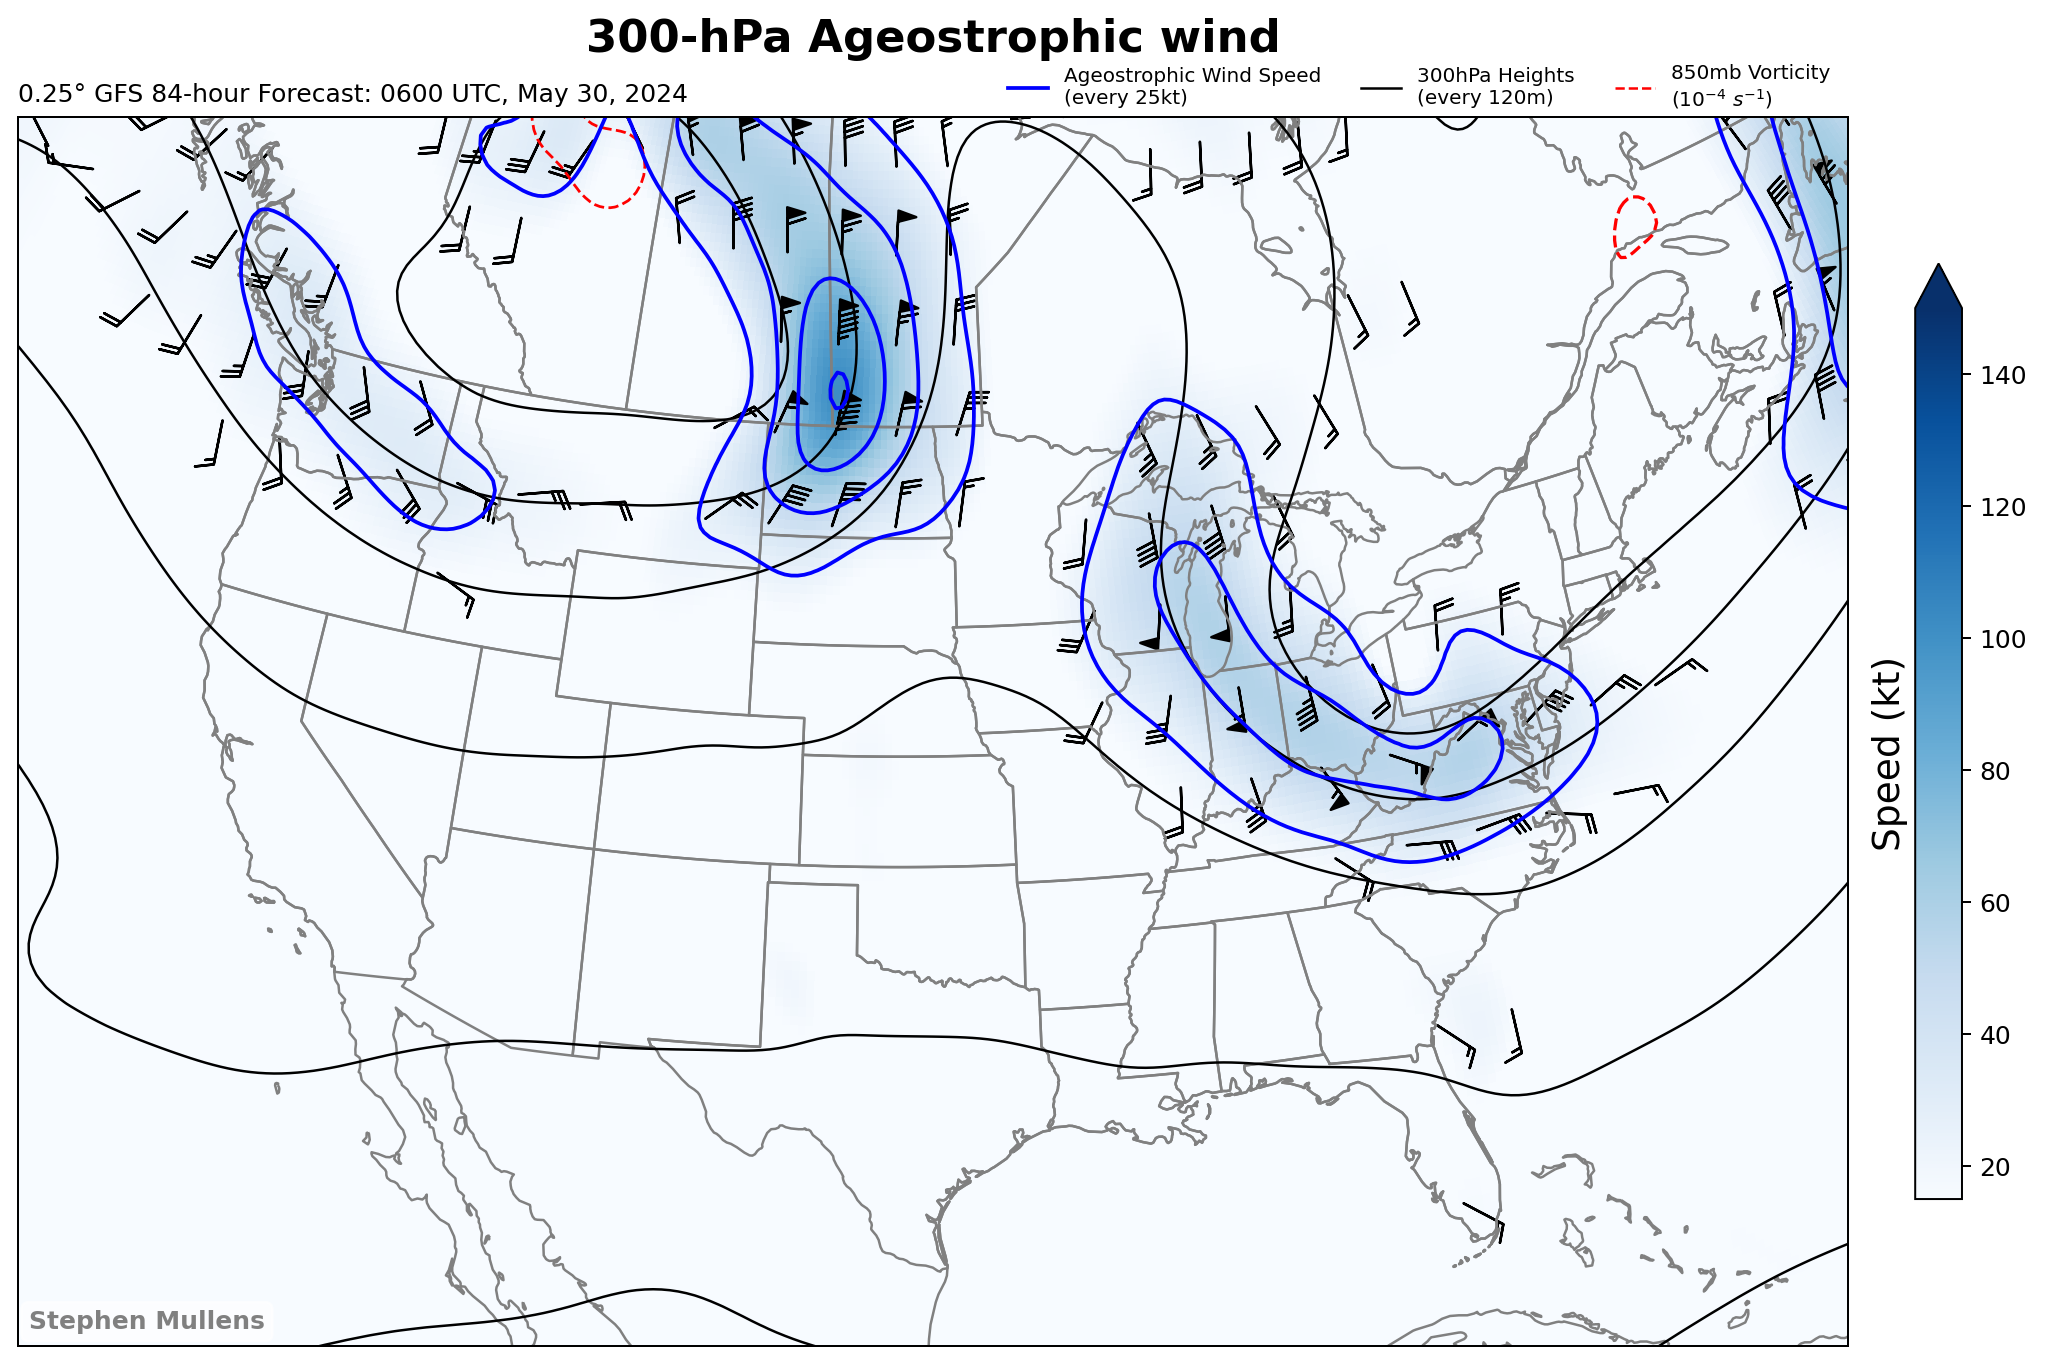 300-hPa Ageostrophic wind
0.25° GFS 84-hour Forecast: 0600 UTC, May 30, 2024
Ageostrophic Wind Speed
(every 25kt)
300hPa Heights
(every 120m)
850mb Vorticity
(10⁻⁴ s⁻¹)
140
120
100
80
60
40
20
Speed (kt)
Stephen Mullens